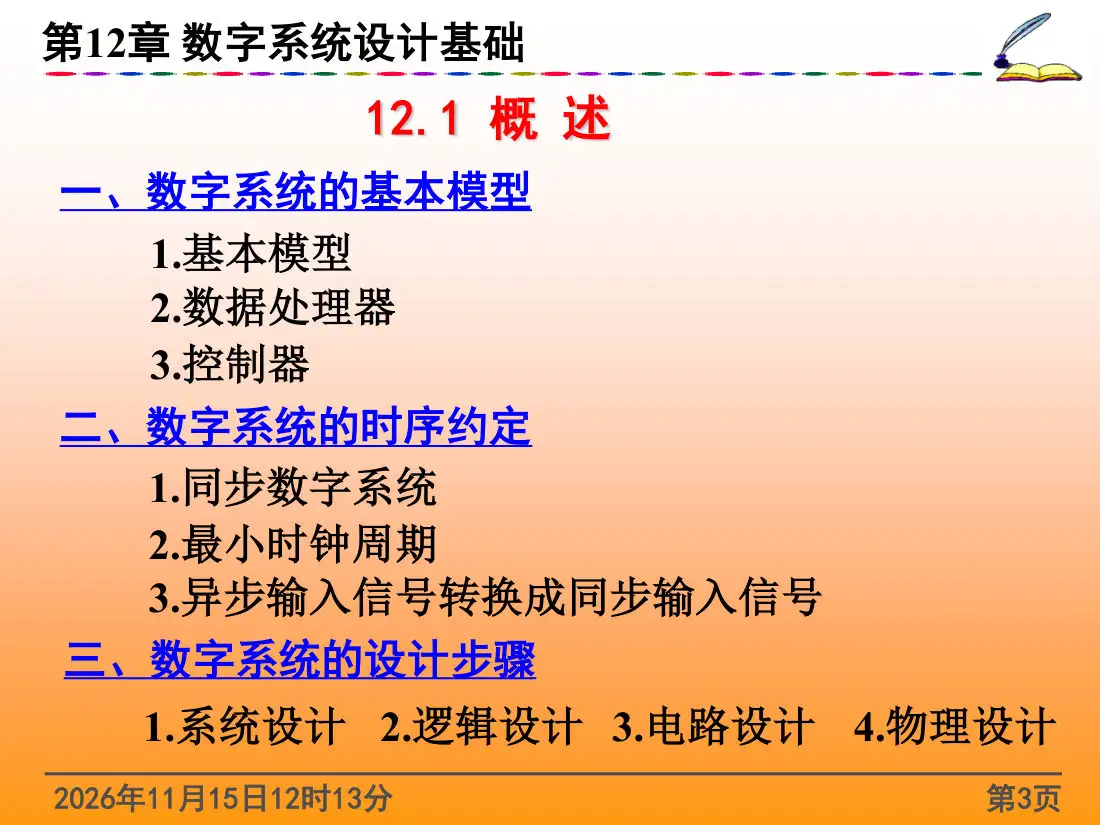 第12章 数字系统设计基础
12.1 概 述
一、数字系统的基本模型
1.基本模型
2.数据处理器
3.控制器
二、数字系统的时序约定
1.同步数字系统
2.最小时钟周期
3.异步输入信号转换成同步输入信号
三、数字系统的设计步骤
1.系统设计 2.逻辑设计 3.电路设计 4.物理设计
2026年11月15日12时13分 第3页